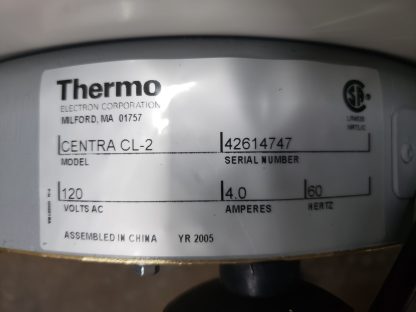 Thermo
ELECTRON CORPORATION
MILFORD, MA 01757
CENTRA CL-2 42614747
MODEL SERIAL NUMBER
120 4.0 60
VOLTS AC AMPERES HERTZ
ASSEMBLED IN CHINA YR 2005